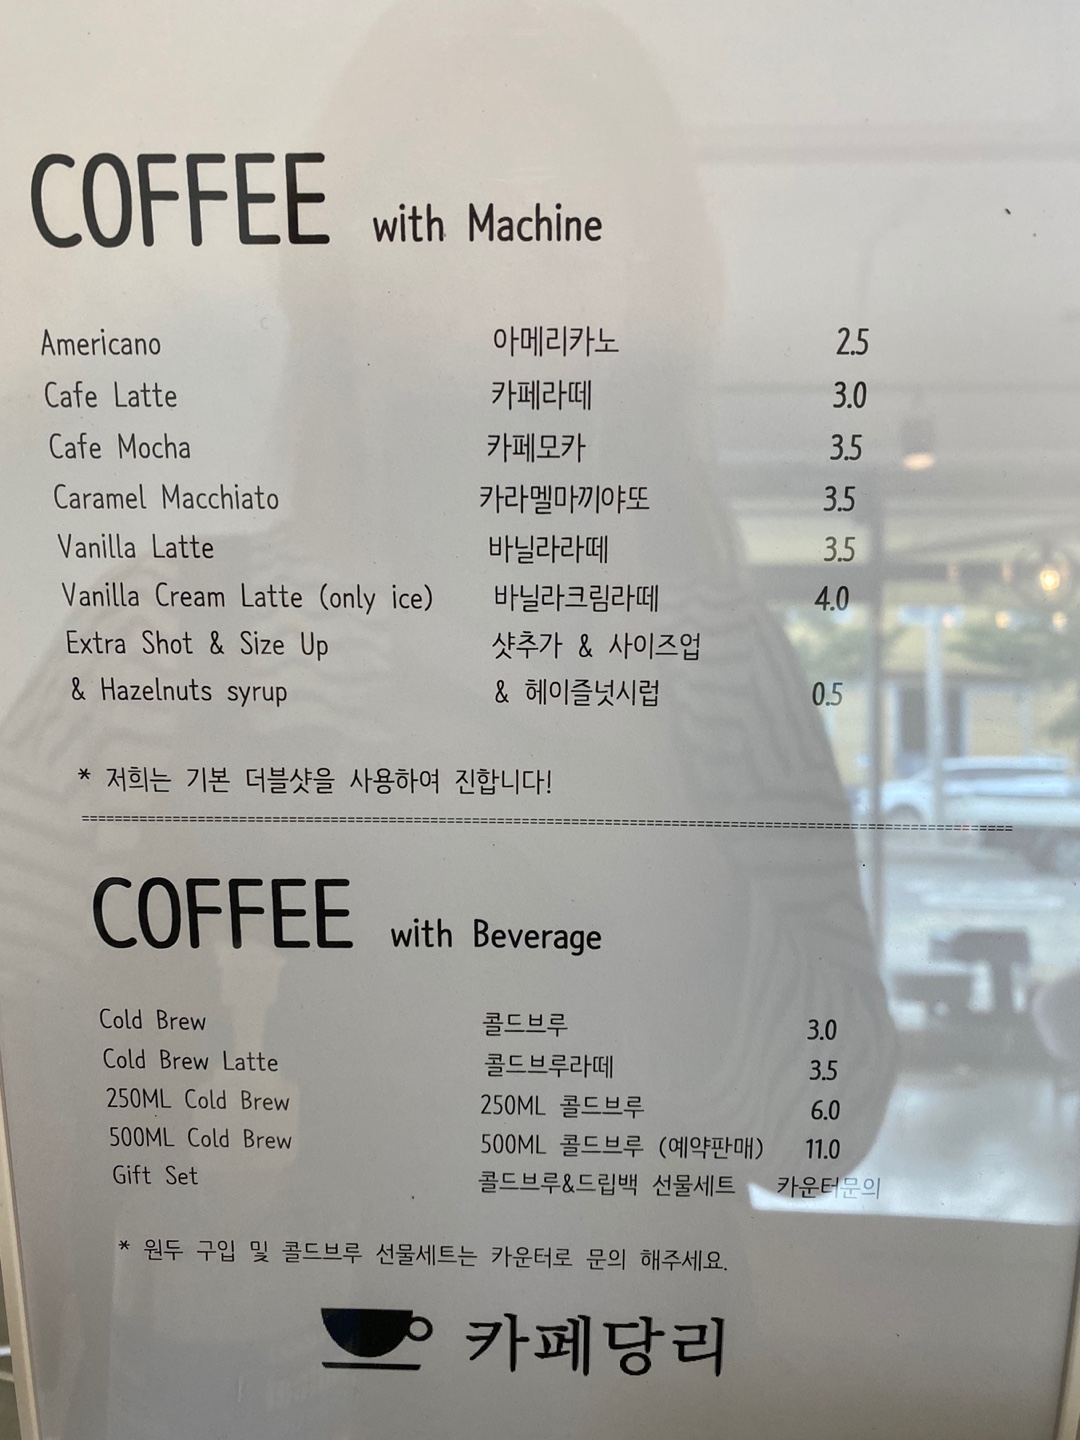 COFFEE with Machine
Americano 아메리카노 2.5
Cafe Latte 카페라떼 3.0
Cafe Mocha 카페모카 3.5
Caramel Macchiato 카라멜마끼야또 3.5
Vanilla Latte 바닐라라떼 3.5
Vanilla Cream Latte (only ice) 바닐라크림라떼 4.0
Extra Shot & Size Up 샷추가 & 사이즈업
& Hazelnuts syrup & 헤이즐넛시럽 0.5
* 저희는 기본 더블샷을 사용하여 진합니다!
COFFEE with Beverage
Cold Brew 콜드브루 3.0
Cold Brew Latte 콜드브루라떼 3.5
250ML Cold Brew 250ML 콜드브루 6.0
500ML Cold Brew 500ML 콜드브루 (예약판매) 11.0
Gift Set 콜드브루&드립백 선물세트 카운터문의
* 원두 구입 및 콜드브루 선물세트는 카운터로 문의 해주세요.
카페당리